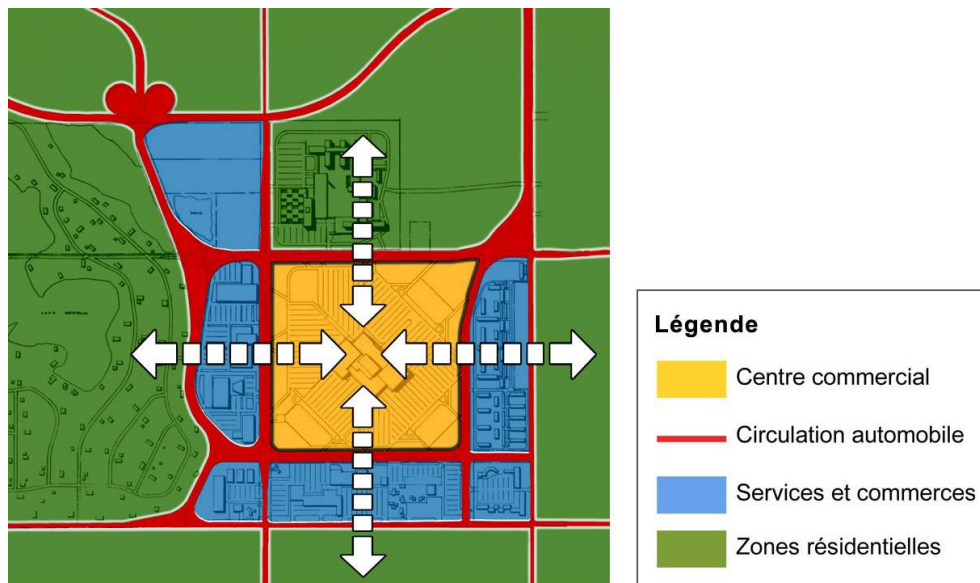 Légende
Centre commercial
Circulation automobile
Services et commerces
Zones résidentielles